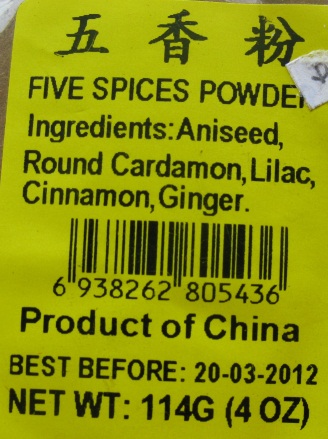 五香粉
FIVE SPICES POWDER
Ingredients:Aniseed,
Round Cardamon,Lilac,
Cinnamon,Ginger.
6 938262 805436
Product of China
BEST BEFORE: 20-03-2012
NET WT: 114G (4 OZ)